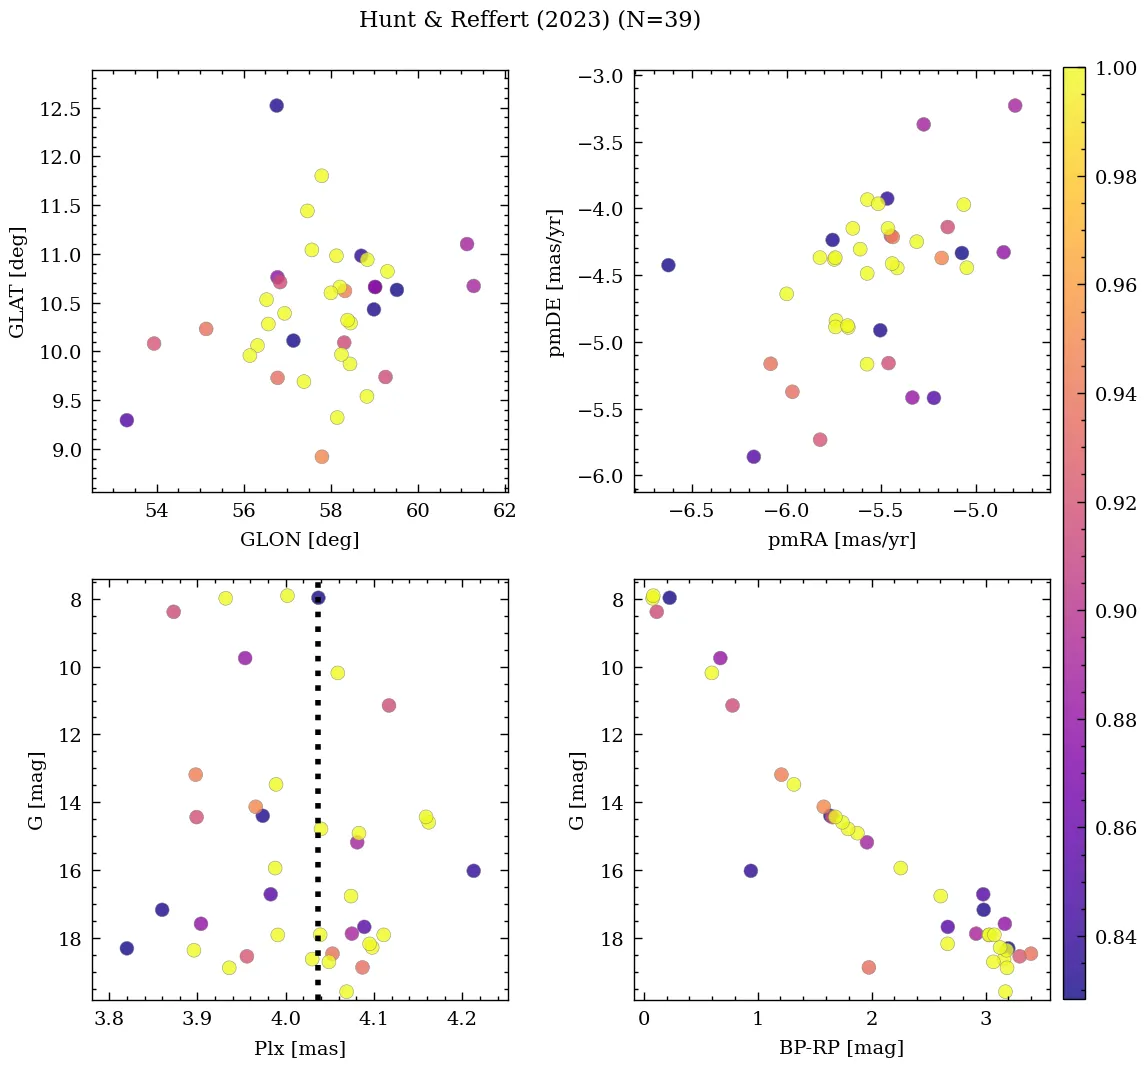 Hunt & Reffert (2023) (N=39)
12.5
12.0
11.5
11.0
10.5
10.0
9.5
9.0
GLAT [deg]
54 56 58 60 62
GLON [deg]
−3.0
−3.5
−4.0
−4.5
−5.0
−5.5
−6.0
pmDE [mas/yr]
−6.5 −6.0 −5.5 −5.0
pmRA [mas/yr]
8
10
12
14
16
18
G [mag]
3.8 3.9 4.0 4.1 4.2
Plx [mas]
8
10
12
14
16
18
G [mag]
0 1 2 3
BP-RP [mag]
1.00
0.98
0.96
0.94
0.92
0.90
0.88
0.86
0.84